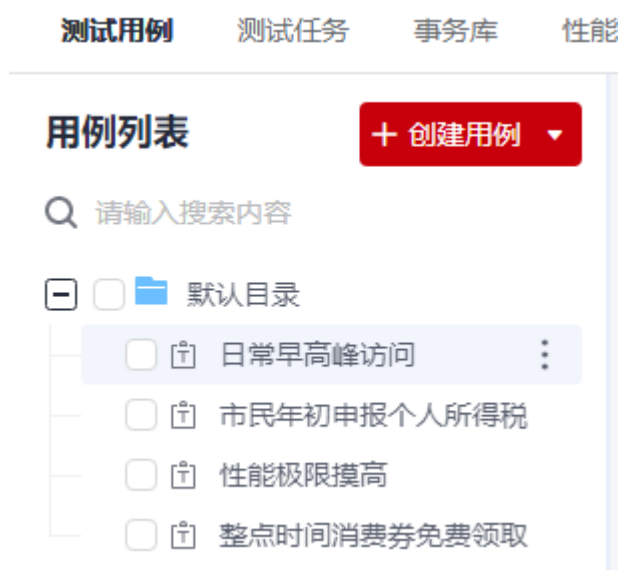 测试用例 测试任务 事务库 性能
用例列表 + 创建用例
请输入搜索内容
默认目录
日常早高峰访问
市民年初申报个人所得税
性能极限摸高
整点时间消费券免费领取